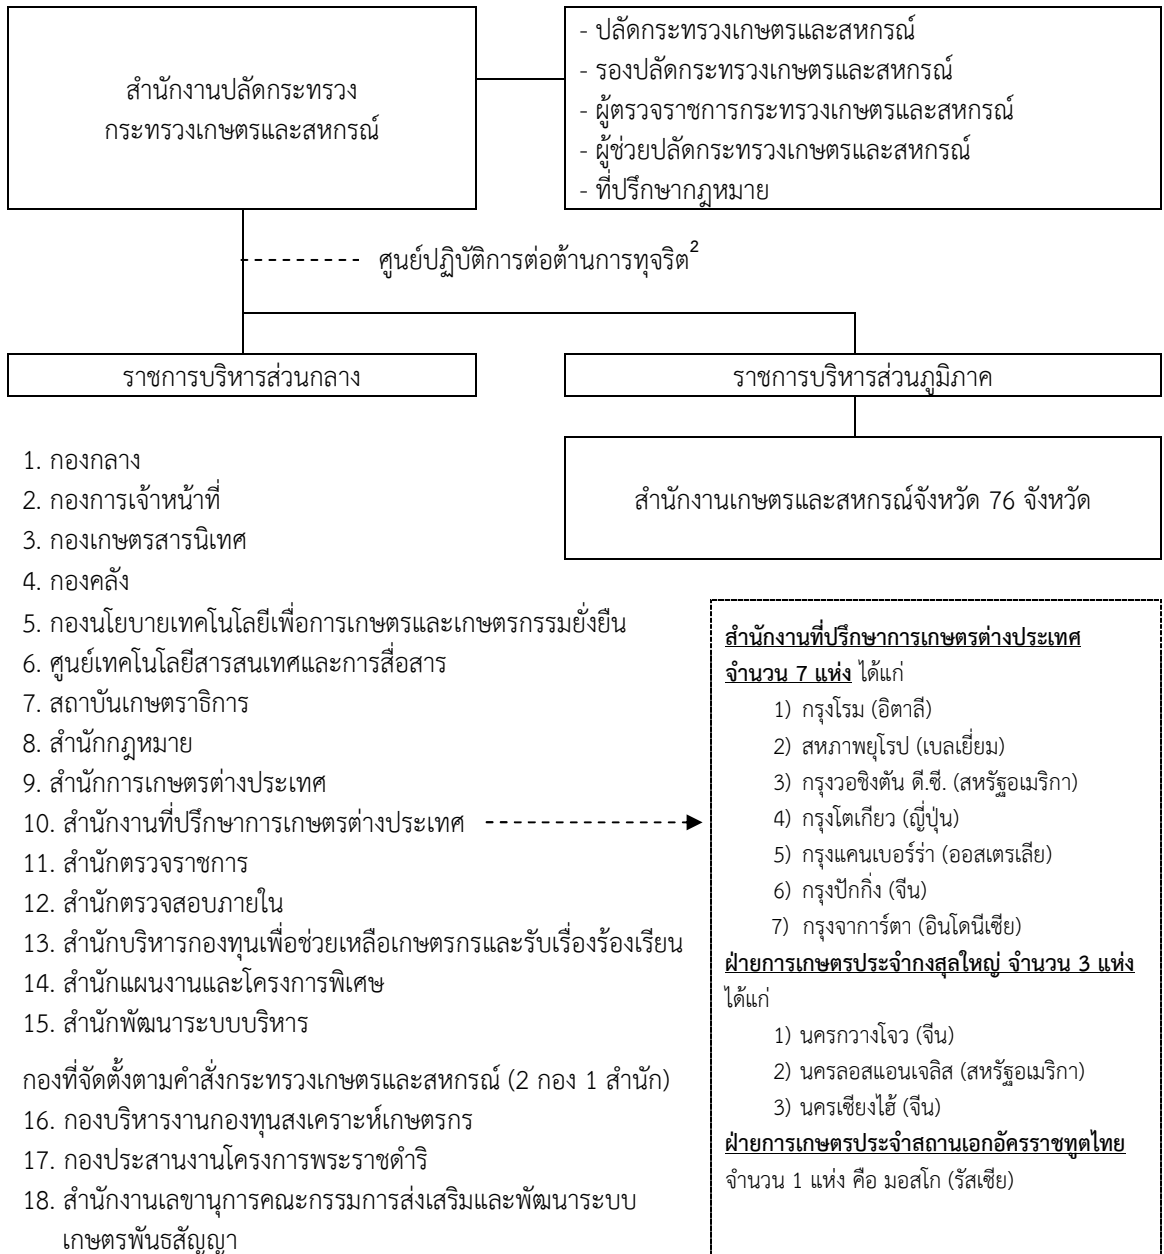 สำนักงานปลัดกระทรวง
กระทรวงเกษตรและสหกรณ์
- ปลัดกระทรวงเกษตรและสหกรณ์
- รองปลัดกระทรวงเกษตรและสหกรณ์
- ผู้ตรวจราชการกระทรวงเกษตรและสหกรณ์
- ผู้ช่วยปลัดกระทรวงเกษตรและสหกรณ์
- ที่ปรึกษากฎหมาย
ศูนย์ปฏิบัติการต่อต้านการทุจริต²
ราชการบริหารส่วนกลาง
ราชการบริหารส่วนภูมิภาค
สำนักงานเกษตรและสหกรณ์จังหวัด 76 จังหวัด
1. กองกลาง
2. กองการเจ้าหน้าที่
3. กองเกษตรสารนิเทศ
4. กองคลัง
5. กองนโยบายเทคโนโลยีเพื่อการเกษตรและเกษตรกรรมยั่งยืน
6. ศูนย์เทคโนโลยีสารสนเทศและการสื่อสาร
7. สถาบันเกษตราธิการ
8. สำนักกฎหมาย
9. สำนักการเกษตรต่างประเทศ
10. สำนักงานที่ปรึกษาการเกษตรต่างประเทศ
11. สำนักตรวจราชการ
12. สำนักตรวจสอบภายใน
13. สำนักบริหารกองทุนเพื่อช่วยเหลือเกษตรกรและรับเรื่องร้องเรียน
14. สำนักแผนงานและโครงการพิเศษ
15. สำนักพัฒนาระบบบริหาร
กองที่จัดตั้งตามคำสั่งกระทรวงเกษตรและสหกรณ์ (2 กอง 1 สำนัก)
16. กองบริหารงานกองทุนสงเคราะห์เกษตรกร
17. กองประสานงานโครงการพระราชดำริ
18. สำนักงานเลขานุการคณะกรรมการส่งเสริมและพัฒนาระบบ
เกษตรพันธสัญญา
สำนักงานที่ปรึกษาการเกษตรต่างประเทศ
จำนวน 7 แห่ง ได้แก่
1) กรุงโรม (อิตาลี)
2) สหภาพยุโรป (เบลเยี่ยม)
3) กรุงวอชิงตัน ดี.ซี. (สหรัฐอเมริกา)
4) กรุงโตเกียว (ญี่ปุ่น)
5) กรุงแคนเบอร์ร่า (ออสเตรเลีย)
6) กรุงปักกิ่ง (จีน)
7) กรุงจาการ์ตา (อินโดนีเซีย)
ฝ่ายการเกษตรประจำกงสุลใหญ่ จำนวน 3 แห่ง
ได้แก่
1) นครกวางโจว (จีน)
2) นครลอสแอนเจลิส (สหรัฐอเมริกา)
3) นครเซียงไฮ้ (จีน)
ฝ่ายการเกษตรประจำสถานเอกอัครราชทูตไทย
จำนวน 1 แห่ง คือ มอสโก (รัสเซีย)